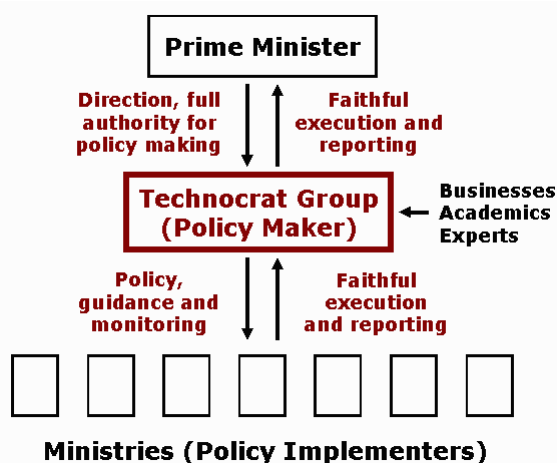 Prime Minister
Direction, full
authority for
policy making
Faithful
execution and
reporting
Technocrat Group
(Policy Maker)
Businesses
Academics
Experts
Policy,
guidance and
monitoring
Faithful
execution
and reporting
Ministries (Policy Implementers)